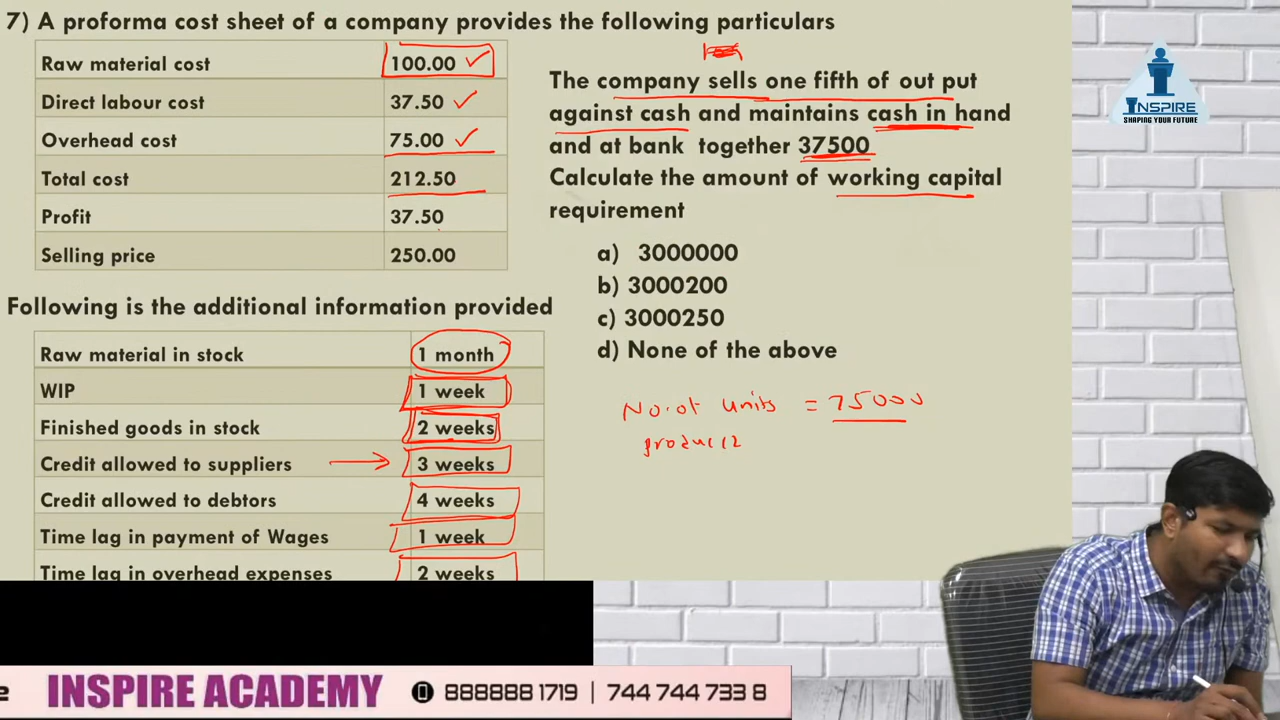 7) A proforma cost sheet of a company provides the following particulars
Raw material cost 100.00
Direct labour cost 37.50
Overhead cost 75.00
Total cost 212.50
Profit 37.50
Selling price 250.00
Following is the additional information provided
Raw material in stock 1 month
WIP 1 week
Finished goods in stock 2 weeks
Credit allowed to suppliers 3 weeks
Credit allowed to debtors 4 weeks
Time lag in payment of Wages 1 week
Time lag in overhead expenses 2 weeks
The company sells one fifth of out put
against cash and maintains cash in hand
and at bank together 37500
Calculate the amount of working capital
requirement
a) 3000000
b) 3000200
c) 3000250
d) None of the above
No. of units = 75000
INSPIRE
SHAPING YOUR FUTURE
e INSPIRE ACADEMY 888888 1719 | 744 744 733 8